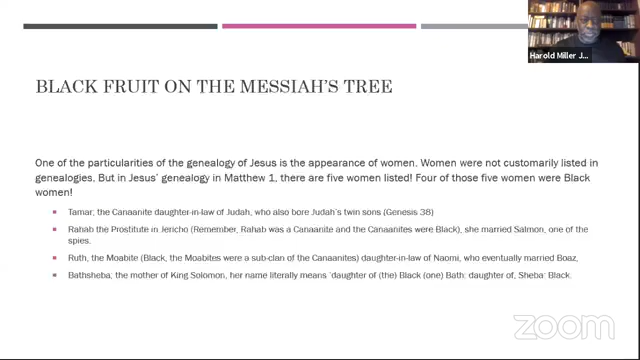 Harold Miller J...
BLACK FRUIT ON THE MESSIAH'S TREE
One of the particularities of the genealogy of Jesus is the appearance of women. Women were not customarily listed in
genealogies. But in Jesus' genealogy in Matthew 1, there are five women listed! Four of those five women were Black
women!
Tamar; the Canaanite daughter-in-law of Judah, who also bore Judah's twin sons (Genesis 38)
Rahab the Prostitute in Jericho (Remember, Rahab was a Canaanite and the Canaanites were Black), she married Salmon, one of the
spies.
Ruth, the Moabite (Black, the Moabites were a sub-clan of the Canaanites) daughter-in-law of Naomi, who eventually married Boaz,
Bathsheba; the mother of King Solomon, her name literally means 'daughter of (the) Black (one) Bath: daughter of, Sheba: Black.
zoom